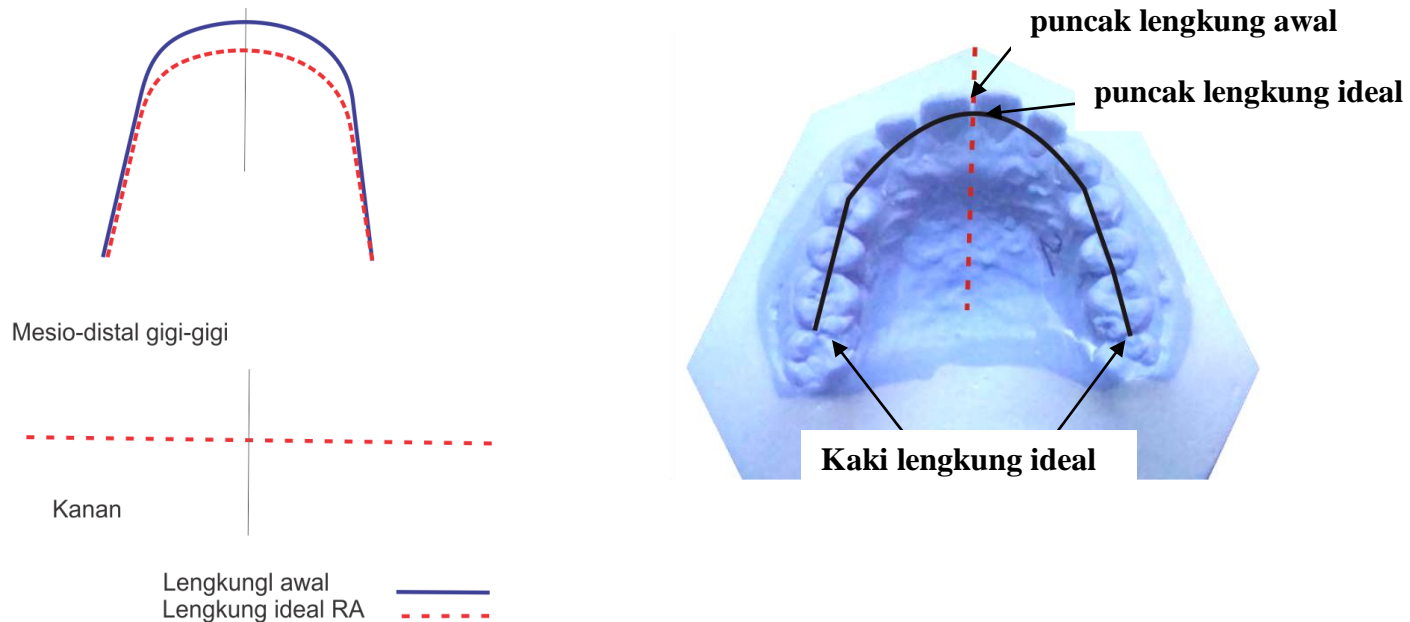 Mesio-distal gigi-gigi
Kanan
Lengkungl awal
Lengkung ideal RA
puncak lengkung awal
puncak lengkung ideal
Kaki lengkung ideal